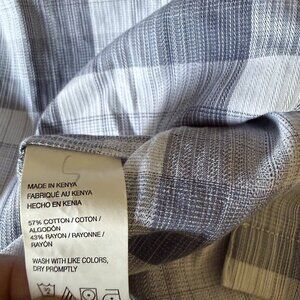 MADE IN KENYA
FABRIQUÉ AU KENYA
HECHO EN KENIA
57% COTTON / COTON /
ALGODÓN
43% RAYON / RAYONNE /
RAYÓN
WASH WITH LIKE COLORS,
DRY PROMPTLY